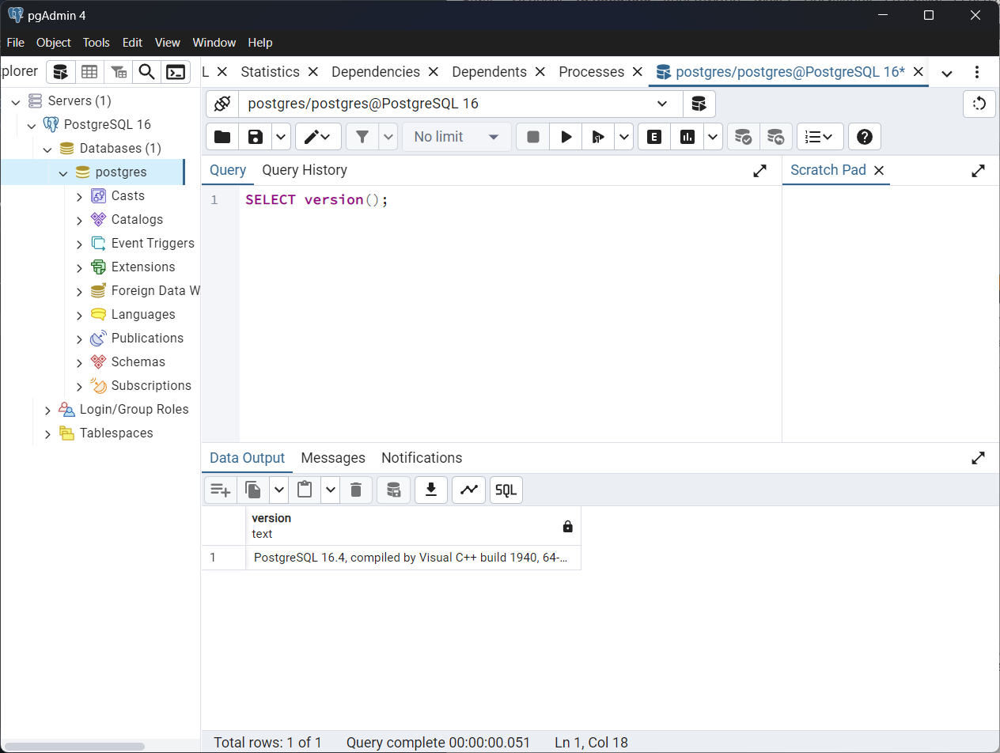 pgAdmin 4
File Object Tools Edit View Window Help
plorer
L Statistics Dependencies Dependents Processes postgres/postgres@PostgreSQL 16*
Servers (1)
PostgreSQL 16
Databases (1)
postgres
Casts
Catalogs
Event Triggers
Extensions
Foreign Data W
Languages
Publications
Schemas
Subscriptions
Login/Group Roles
Tablespaces
postgres/postgres@PostgreSQL 16
No limit
E
Query Query History
Scratch Pad
1 SELECT version();
Data Output Messages Notifications
SQL
version
text
1 PostgreSQL 16.4, compiled by Visual C++ build 1940, 64-...
Total rows: 1 of 1 Query complete 00:00:00.051 Ln 1, Col 18